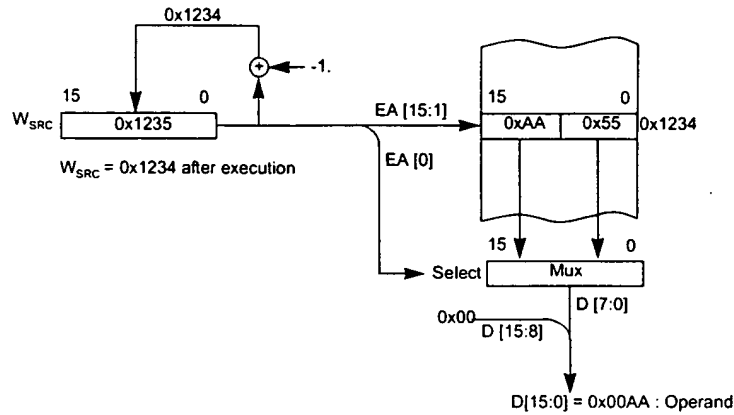 0x1234
+
-1.
15 0
W_SRC 0x1235
W_SRC = 0x1234 after execution
EA [15:1]
EA [0]
15 0
0xAA 0x55 0x1234
15 0
Select Mux
D [7:0]
0x00
D [15:8]
D[15:0] = 0x00AA : Operand